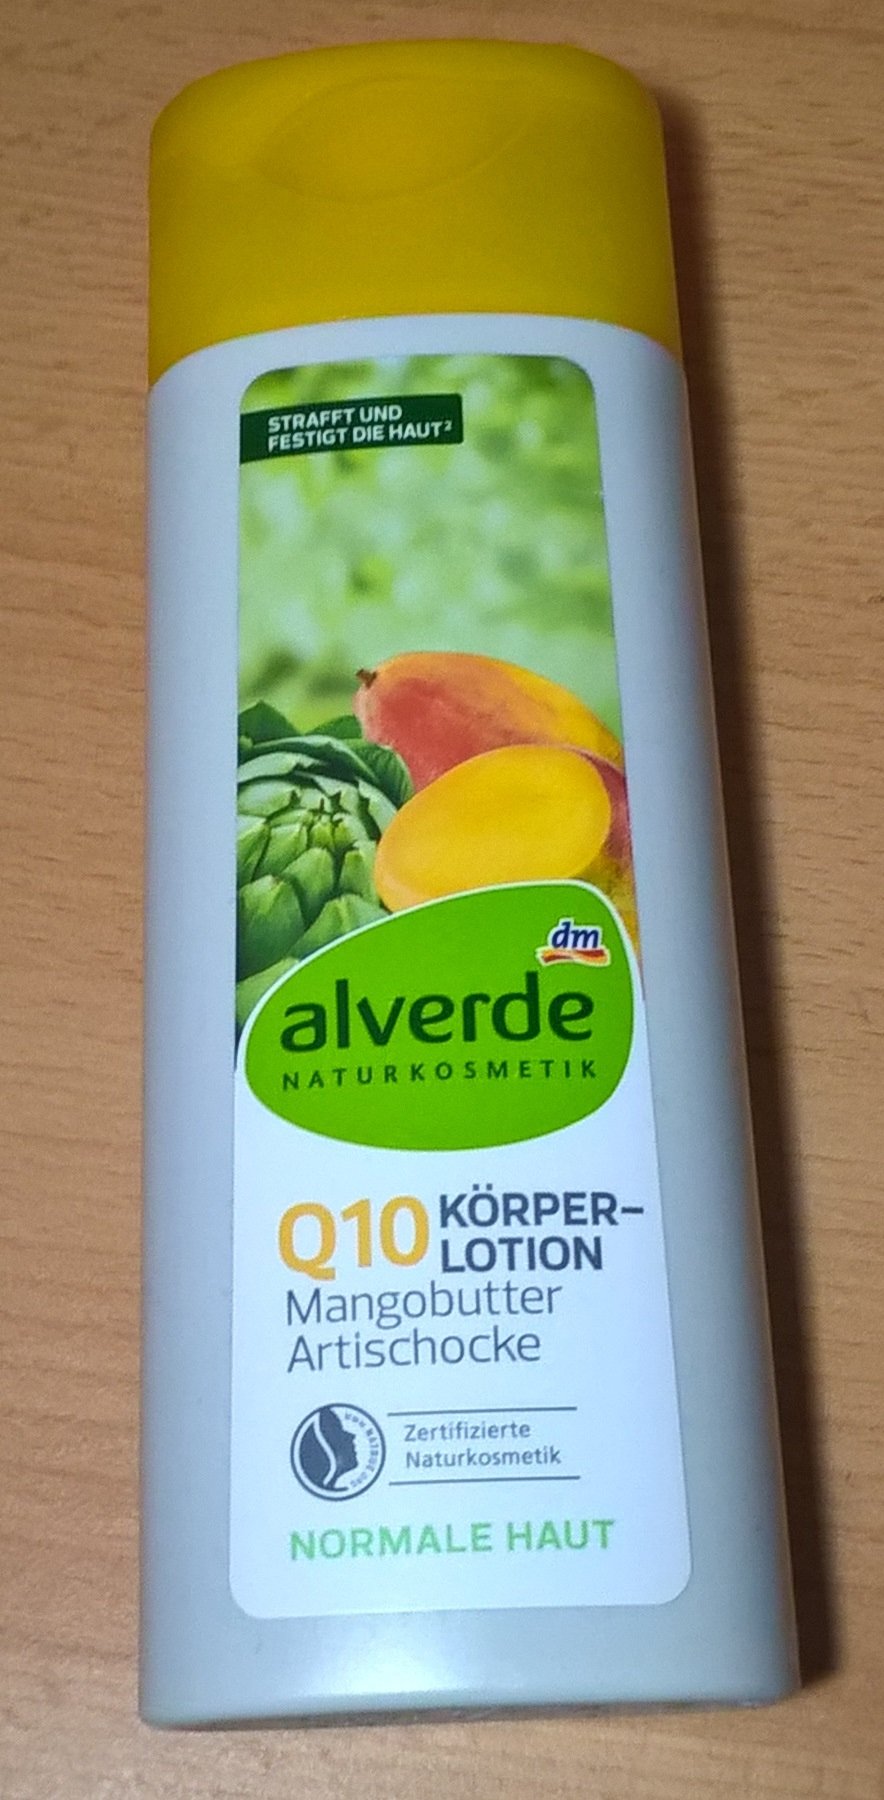 STRAFFT UND
FESTIGT DIE HAUT²
dm
alverde
NATURKOSMETIK
Q10 KÖRPER-
LOTION
Mangobutter
Artischocke
Zertifizierte
Naturkosmetik
NORMALE HAUT